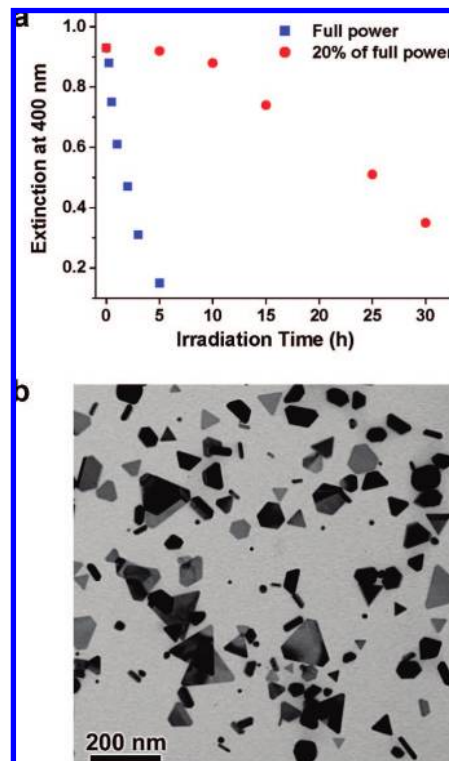 a
Full power
20% of full power
1.0
0.8
0.6
0.4
0.2
Extinction at 400 nm
0 5 10 15 20 25 30
Irradiation Time (h)
b
200 nm